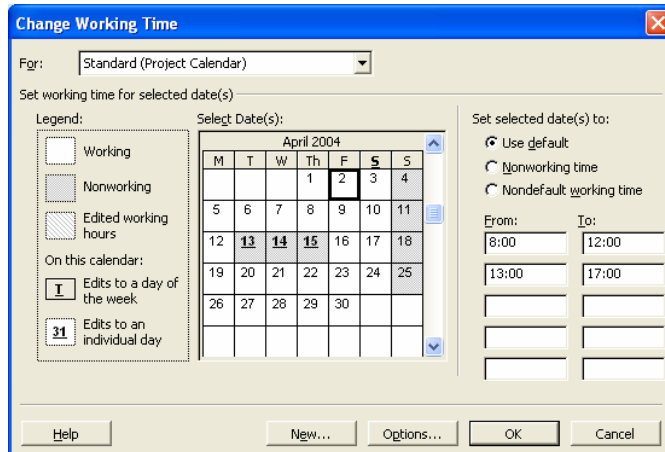 Change Working Time
For: Standard (Project Calendar)
Set working time for selected date(s)
Legend:
Working
Nonworking
Edited working
hours
On this calendar:
T Edits to a day of
the week
31 Edits to an
individual day
Select Date(s):
April 2004
M T W Th F S S
1 2 3 4
5 6 7 8 9 10 11
12 13 14 15 16 17 18
19 20 21 22 23 24 25
26 27 28 29 30
Set selected date(s) to:
Use default
Nonworking time
Nondefault working time
From: To:
8:00 12:00
13:00 17:00
Help New... Options... OK Cancel